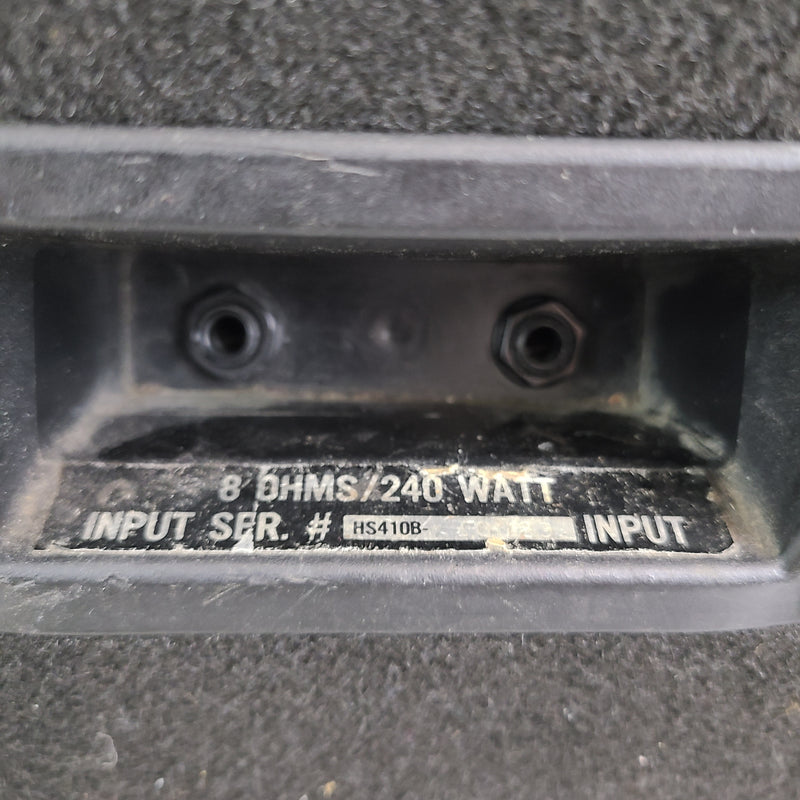 8 OHMS/240 WATT
INPUT SER. # HS410B- INPUT